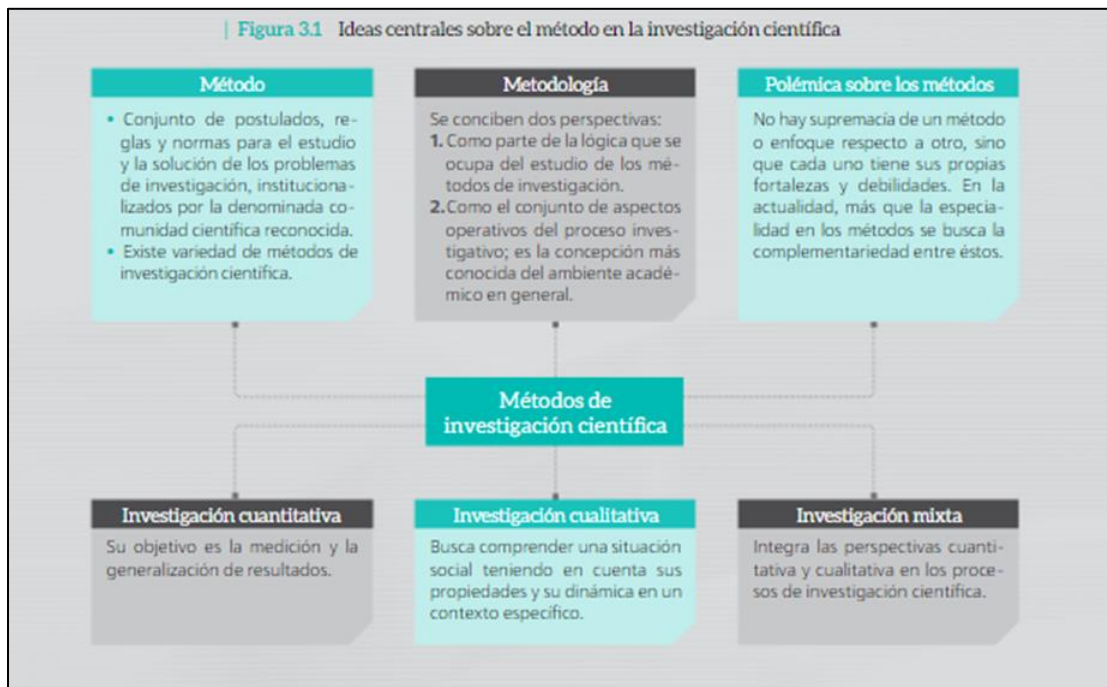 | Figura 3.1 Ideas centrales sobre el método en la investigación científica
Método
• Conjunto de postulados, re-
glas y normas para el estudio
y la solución de los problemas
de investigación, instituciona-
lizados por la denominada co-
munidad científica reconocida.
• Existe variedad de métodos de
investigación científica.
Metodología
Se conciben dos perspectivas:
1. Como parte de la lógica que se
ocupa del estudio de los mé-
todos de investigación.
2. Como el conjunto de aspectos
operativos del proceso inves-
tigativo; es la concepción más
conocida del ambiente acadé-
mico en general.
Polémica sobre los métodos
No hay supremacía de un método
o enfoque respecto a otro, sino
que cada uno tiene sus propias
fortalezas y debilidades. En la
actualidad, más que la especia-
lidad en los métodos se busca la
complementariedad entre éstos.
Métodos de
investigación científica
Investigación cuantitativa
Su objetivo es la medición y la
generalización de resultados.
Investigación cualitativa
Busca comprender una situación
social teniendo en cuenta sus
propiedades y su dinámica en un
contexto específico.
Investigación mixta
Integra las perspectivas cuanti-
tativa y cualitativa en los proce-
sos de investigación científica.